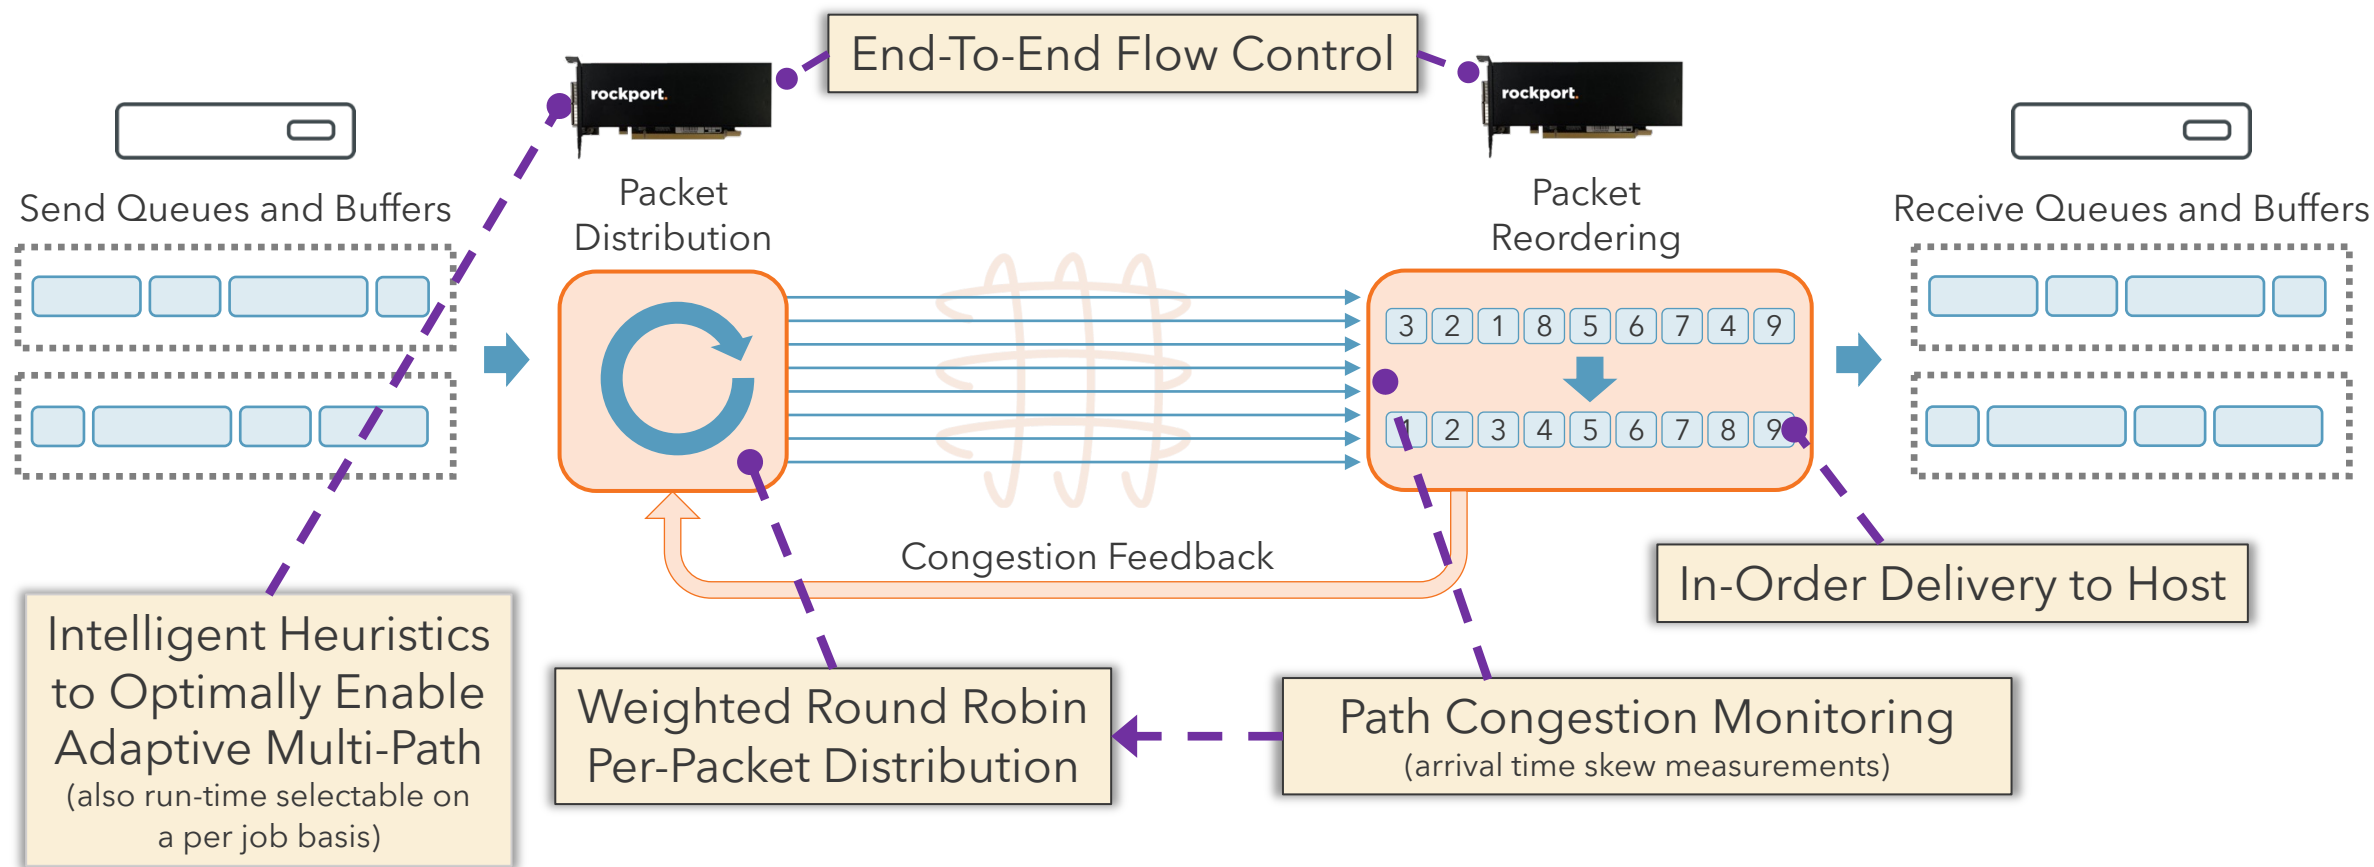 End-To-End Flow Control
rockport.
rockport.
Send Queues and Buffers
Packet
Distribution
Packet
Reordering
Receive Queues and Buffers
3 2 1 8 5 6 7 4 9
1 2 3 4 5 6 7 8 9
Congestion Feedback
In-Order Delivery to Host
Intelligent Heuristics
to Optimally Enable
Adaptive Multi-Path
(also run-time selectable on
a per job basis)
Weighted Round Robin
Per-Packet Distribution
Path Congestion Monitoring
(arrival time skew measurements)